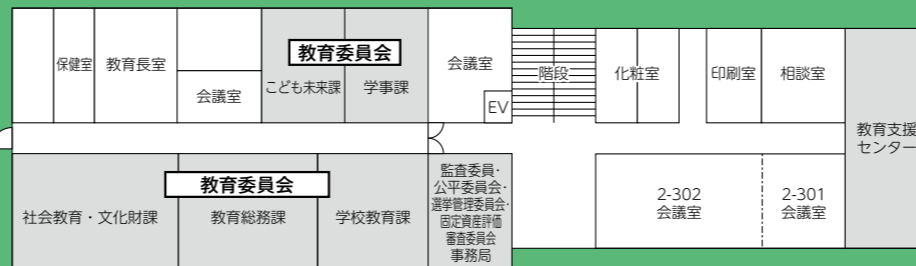 保健室
教育長室
会議室
教育委員会
こども未来課
学事課
会議室
EV
階段
化粧室
印刷室
相談室
教育支援
センター
教育委員会
社会教育・文化財課
教育総務課
学校教育課
監査委員・
公平委員会・
選挙管理委員会・
固定資産評価
審査委員会
事務局
2-302
会議室
2-301
会議室